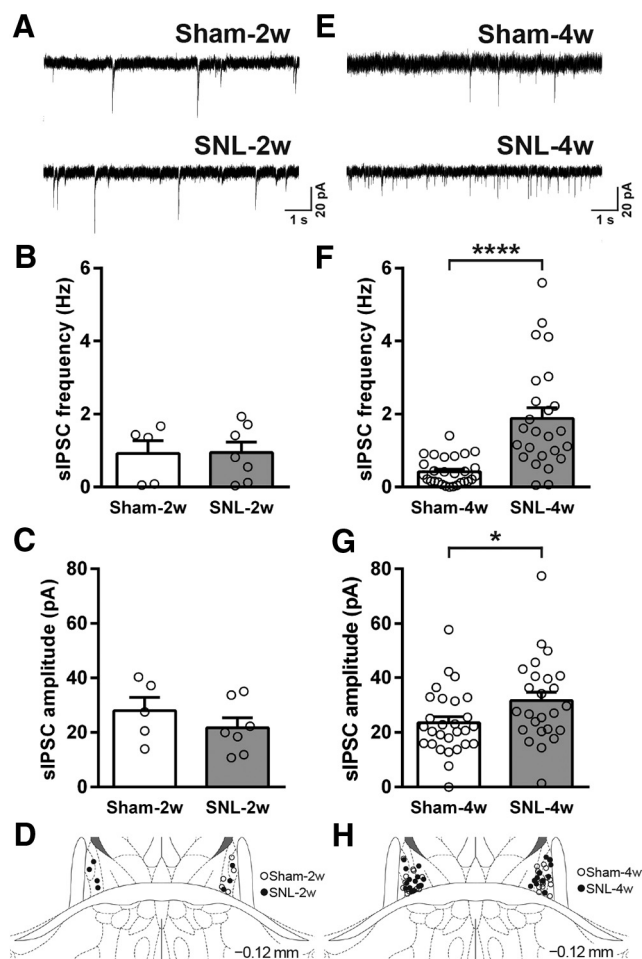 A
Sham-2w
SNL-2w
1 s
20 pA
E
Sham-4w
SNL-4w
1 s
20 pA
B
sIPSC frequency (Hz)
6
4
2
0
Sham-2w
SNL-2w
F
sIPSC frequency (Hz)
6
4
2
0
****
Sham-4w
SNL-4w
C
sIPSC amplitude (pA)
80
60
40
20
0
Sham-2w
SNL-2w
G
sIPSC amplitude (pA)
80
60
40
20
0
*
Sham-4w
SNL-4w
D
○Sham-2w
●SNL-2w
−0.12 mm
H
○Sham-4w
●SNL-4w
−0.12 mm